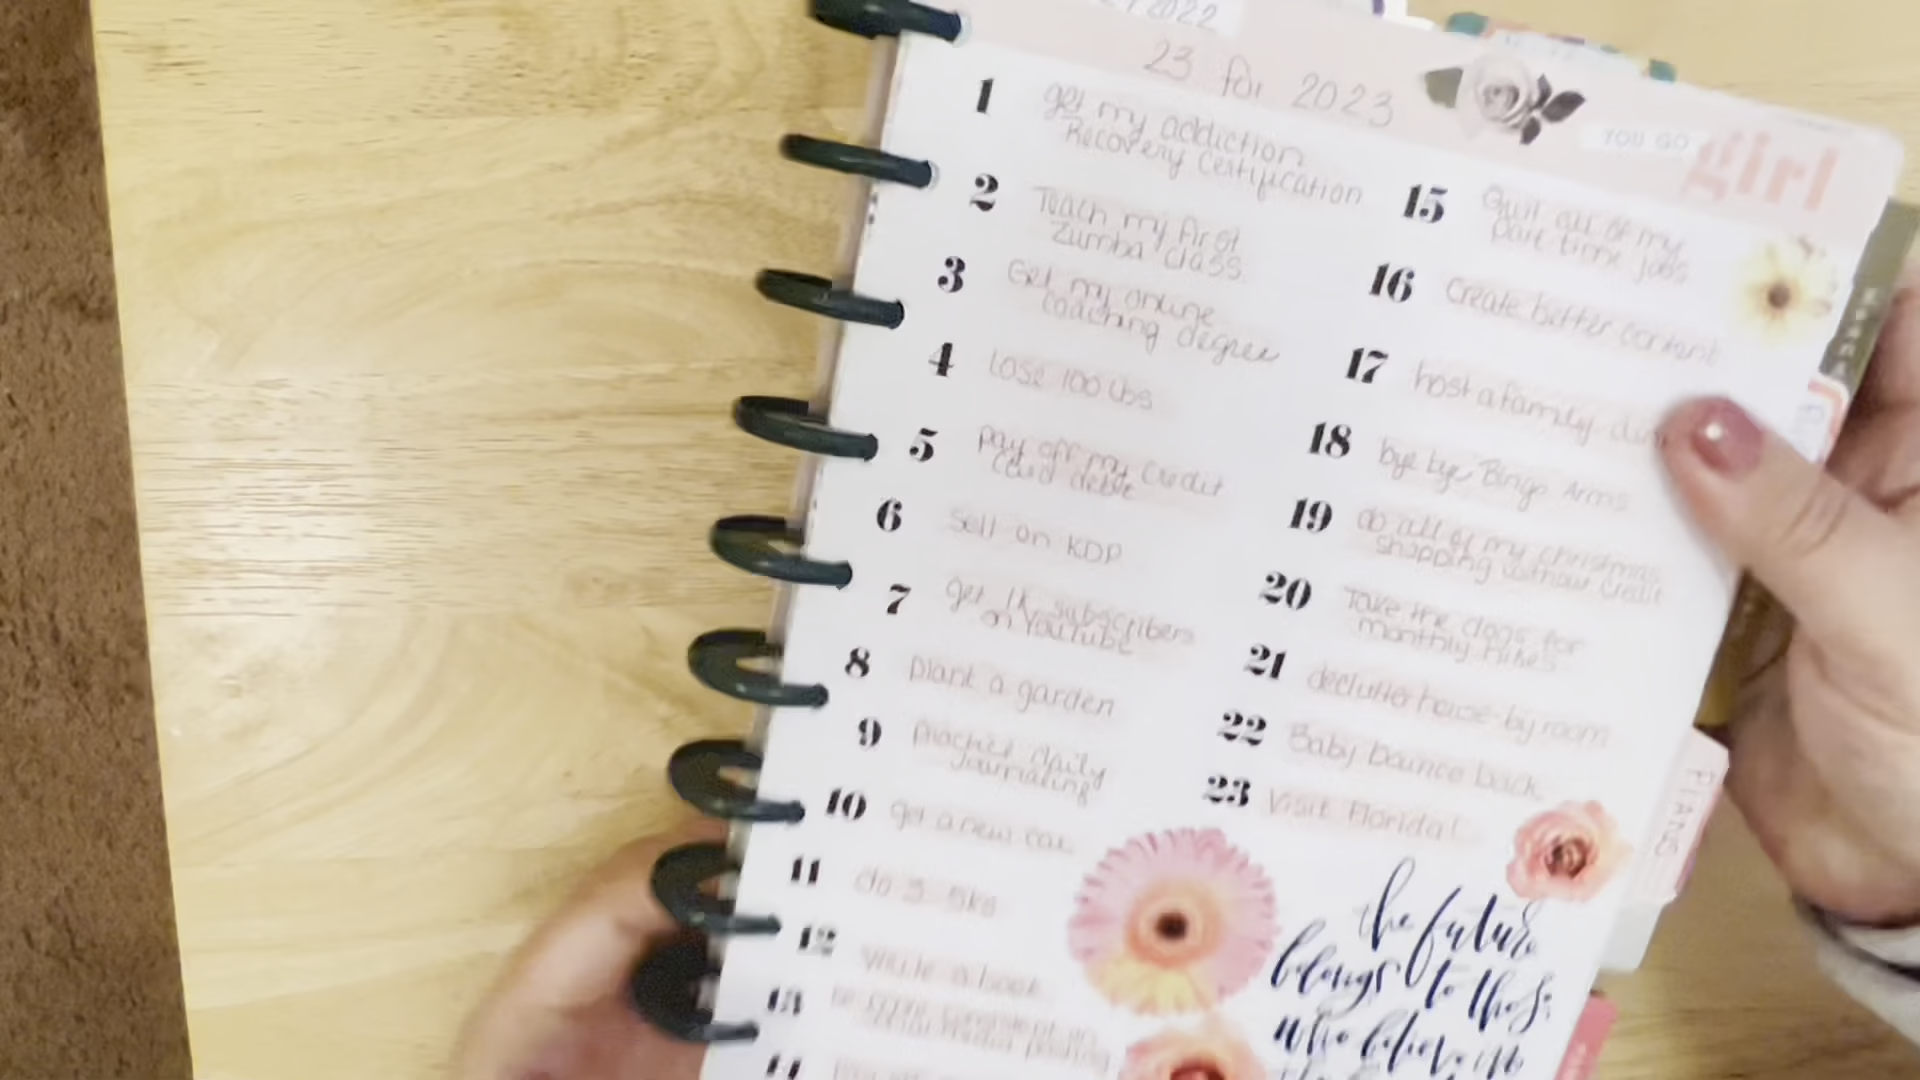 2022
23 for 2023
YOU GO
girl
1 get my addiction
Recovery Certification
2 Teach my first
Zumba class.
3 Get my online
coaching degree
4 Lose 100 lbs
5 pay off my Credit
Card debt
6 Sell on KDP
7 get 1K subscribers
on YouTube
8 plant a garden
9 practice daily
journaling
10 get a new car
11 do 3 5ks
12 write a book
13
14
15 Quit all of my
part time jobs
16 Create better content
17 host a family
18 bye bye Bingo Arms
19 do all of my christmas
shopping without credit
20 Take the dogs for
monthly hikes
21 declutter house-by room
22 Baby bounce back
23 Visit Florida!
the future
belongs to those
who believe in
PLANS